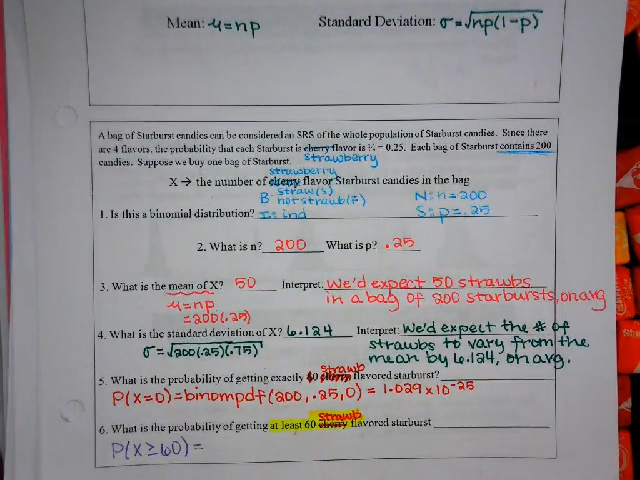 Mean: μ=np Standard Deviation: σ=√np(1-p)
A bag of Starburst candies can be considered an SRS of the whole population of Starburst candies. Since there
are 4 flavors, the probability that each Starburst is cherry flavor is ¼ = 0.25. Each bag of Starburst contains 200
candies. Suppose we buy one bag of Starburst. strawberry
strawberry
X → the number of cherry flavor Starburst candies in the bag
B: straw(S) not strawb(F) N: n=200
1. Is this a binomial distribution? I: ind S: p=.25
2. What is n? 200 What is p? .25
3. What is the mean of X? 50 Interpret: We'd expect 50 strawbs
μ=np in a bag of 200 starbursts, on avg
=200(.25)
4. What is the standard deviation of X? 6.124 Interpret: We'd expect the # of
σ=√200(.25)(.75) strawbs to vary from the
mean by 6.124, on avg.
strawb
5. What is the probability of getting exactly 0 cherry flavored starburst?
P(X=0)=binompdf(200,.25,0) = 1.029×10⁻²⁵
strawb
6. What is the probability of getting at least 60 cherry flavored starburst
P(X≥60)=